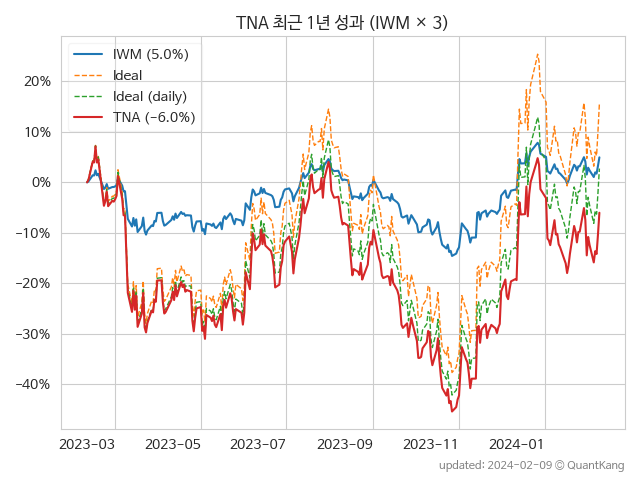 TNA 최근 1년 성과 (IWM × 3)
IWM (5.0%)
Ideal
Ideal (daily)
TNA (−6.0%)
20%
10%
0%
−10%
−20%
−30%
−40%
2023-03 2023-05 2023-07 2023-09 2023-11 2024-01
updated: 2024-02-09 @ QuantKang